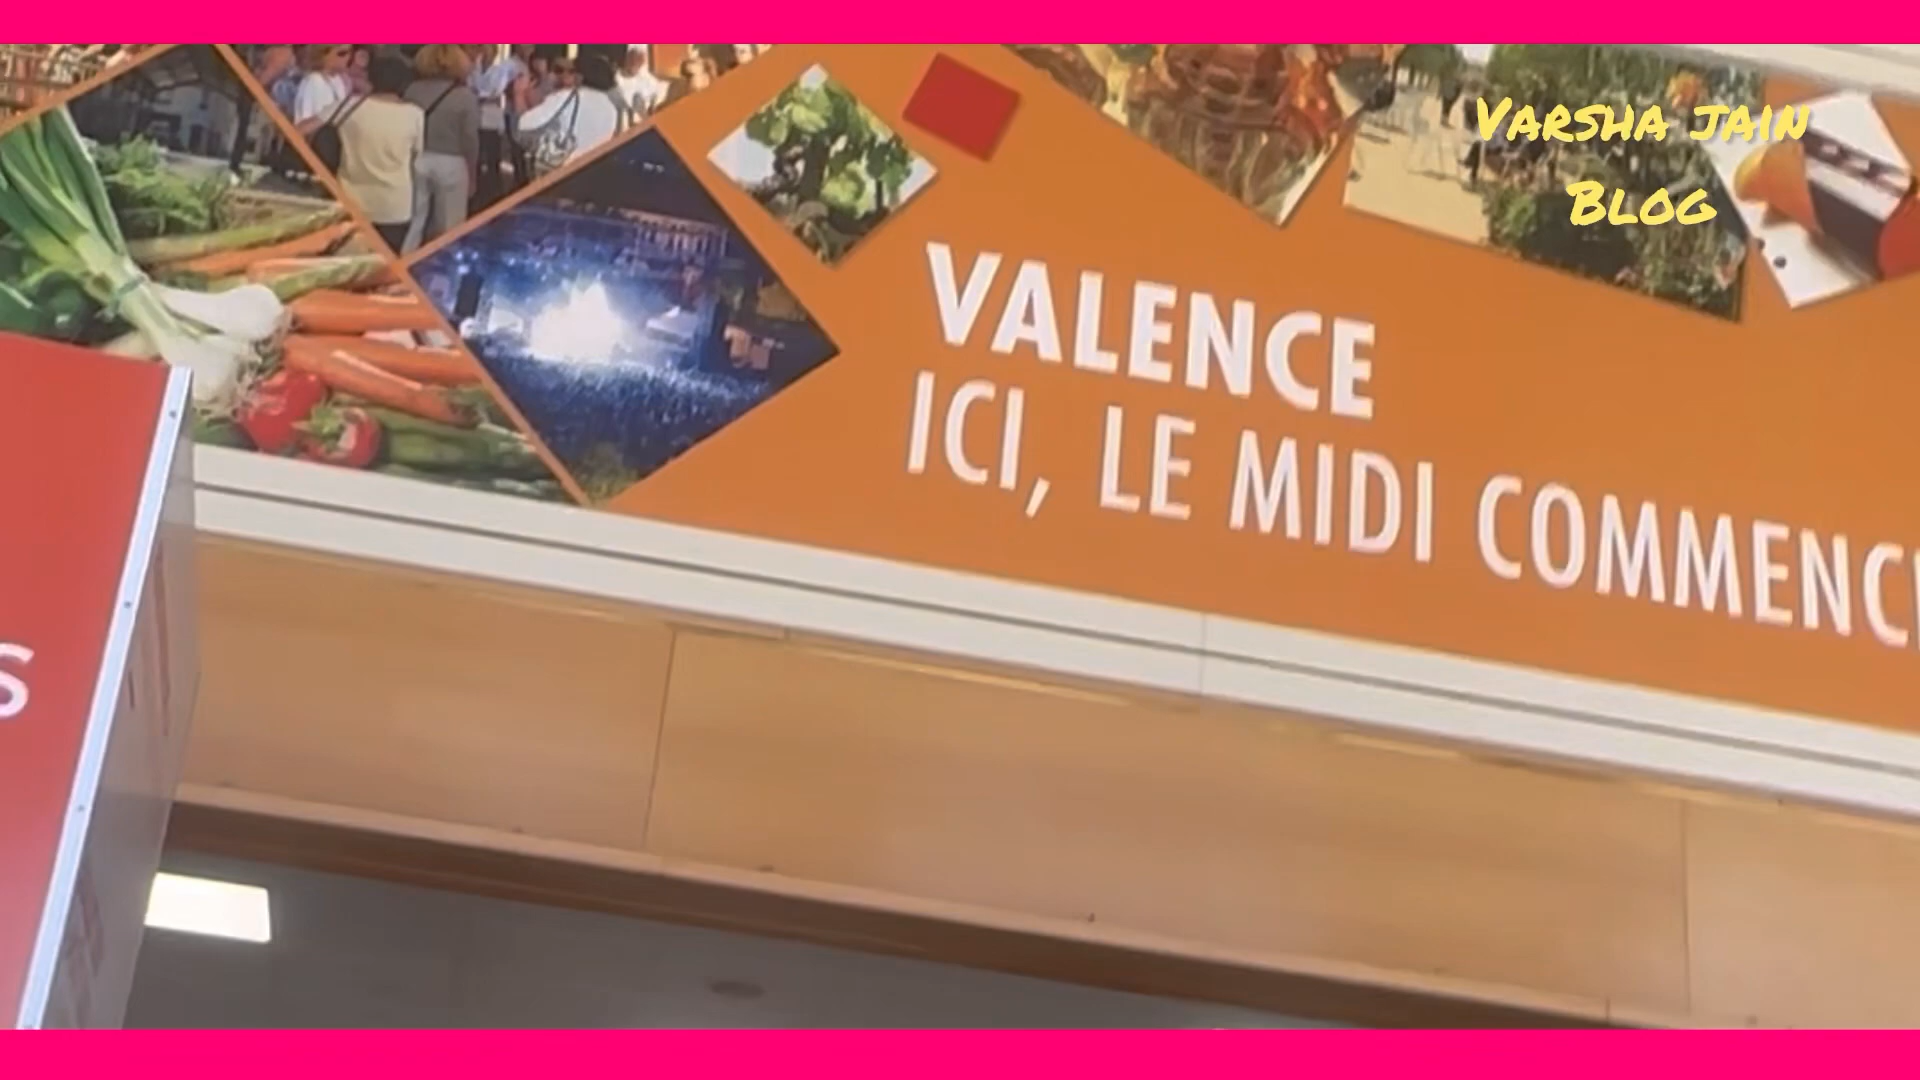 VARSHA JAIN
BLOG
VALENCE
ICI, LE MIDI COMMENC
S